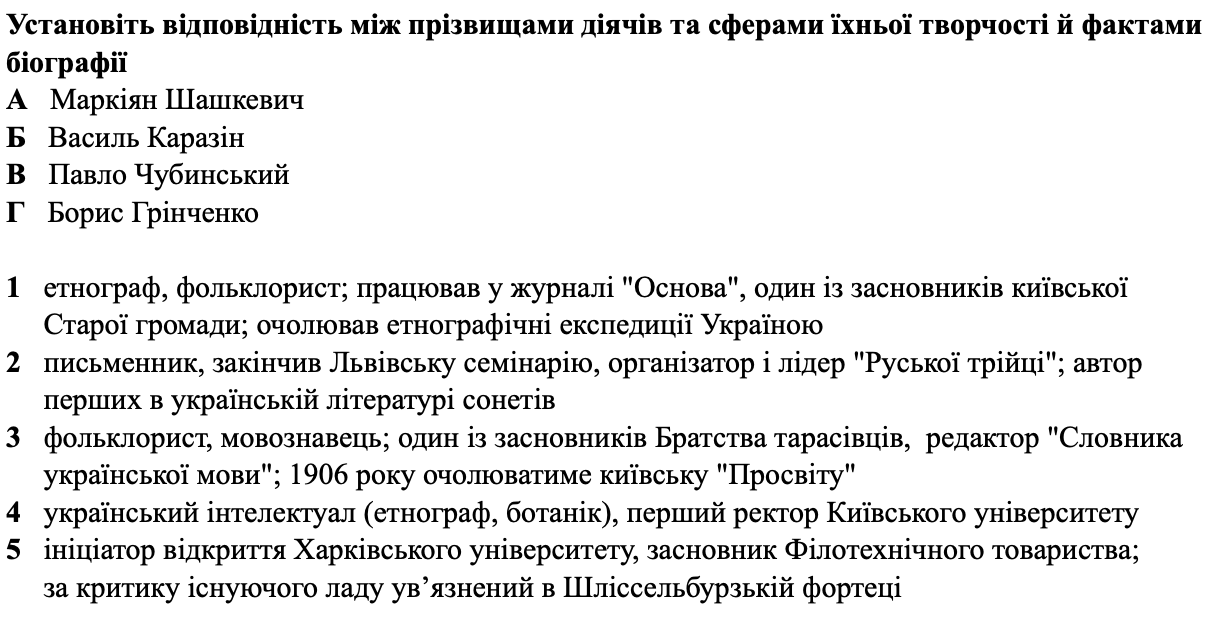 Установіть відповідність між прізвищами діячів та сферами їхньої творчості й фактами
біографії
А Маркіян Шашкевич
Б Василь Каразін
В Павло Чубинський
Г Борис Грінченко
1 етнограф, фольклорист; працював у журналі "Основа", один із засновників київської
Старої громади; очолював етнографічні експедиції Україною
2 письменник, закінчив Львівську семінарію, організатор і лідер "Руської трійці"; автор
перших в українській літературі сонетів
3 фольклорист, мовознавець; один із засновників Братства тарасівців, редактор "Словника
української мови"; 1906 року очолюватиме київську "Просвіту"
4 український інтелектуал (етнограф, ботанік), перший ректор Київського університету
5 ініціатор відкриття Харківського університету, засновник Філотехнічного товариства;
за критику існуючого ладу ув’язнений в Шліссельбурзькій фортеці